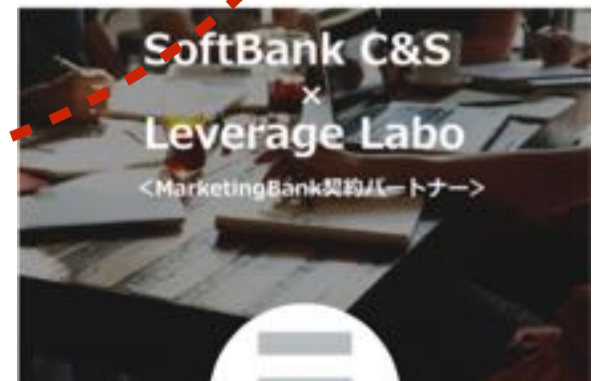 SoftBank C&S
×
Leverage Labo
<MarketingBank契約パートナー>